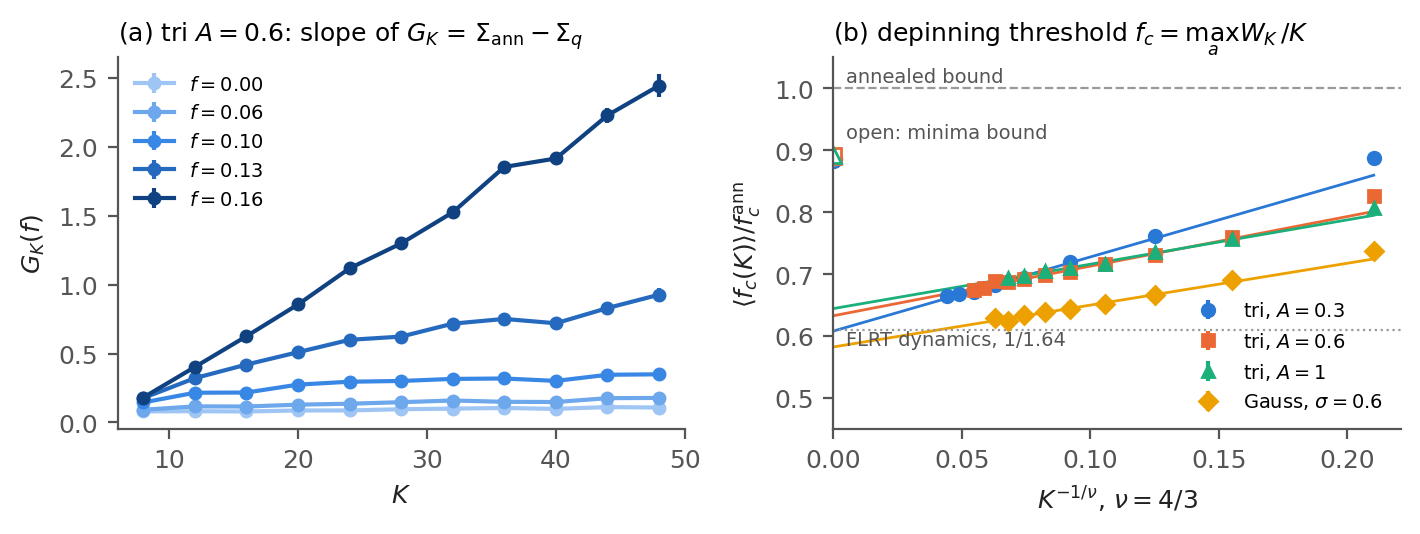 (a) tri A = 0.6: slope of G_K = Σ_ann − Σ_q
2.5
2.0
1.5
1.0
0.5
0.0
G_K(f)
f = 0.00
f = 0.06
f = 0.10
f = 0.13
f = 0.16
10
20
30
40
50
K
(b) depinning threshold f_c = max_a W_K/K
1.0
0.9
0.8
0.7
0.6
0.5
⟨f_c(K)⟩/f_c^ann
annealed bound
open: minima bound
FLRT dynamics, 1/1.64
tri, A = 0.3
tri, A = 0.6
tri, A = 1
Gauss, σ = 0.6
0.00
0.05
0.10
0.15
0.20
K^{−1/ν}, ν = 4/3